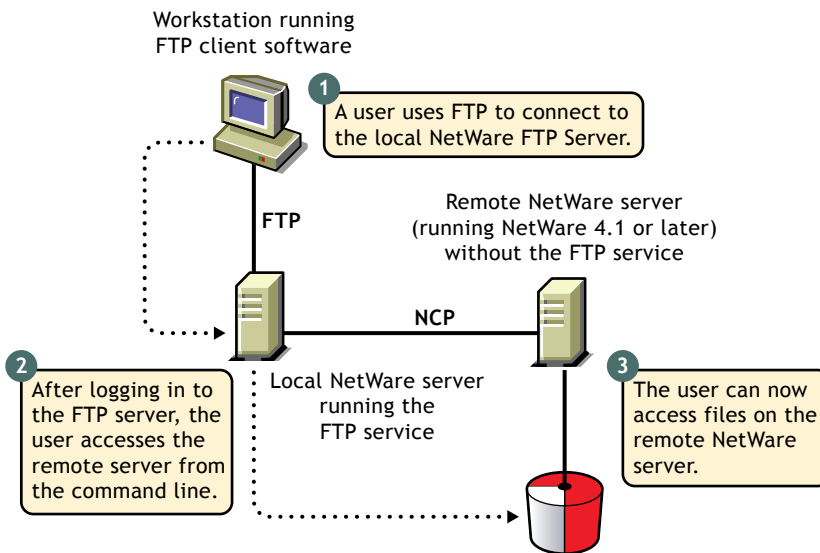 Workstation running
FTP client software
1
A user uses FTP to connect to
the local NetWare FTP Server.
FTP
Remote NetWare server
(running NetWare 4.1 or later)
without the FTP service
NCP
2
After logging in to
the FTP server, the
user accesses the
remote server from
the command line.
Local NetWare server
running the
FTP service
3
The user can now
access files on the
remote NetWare
server.